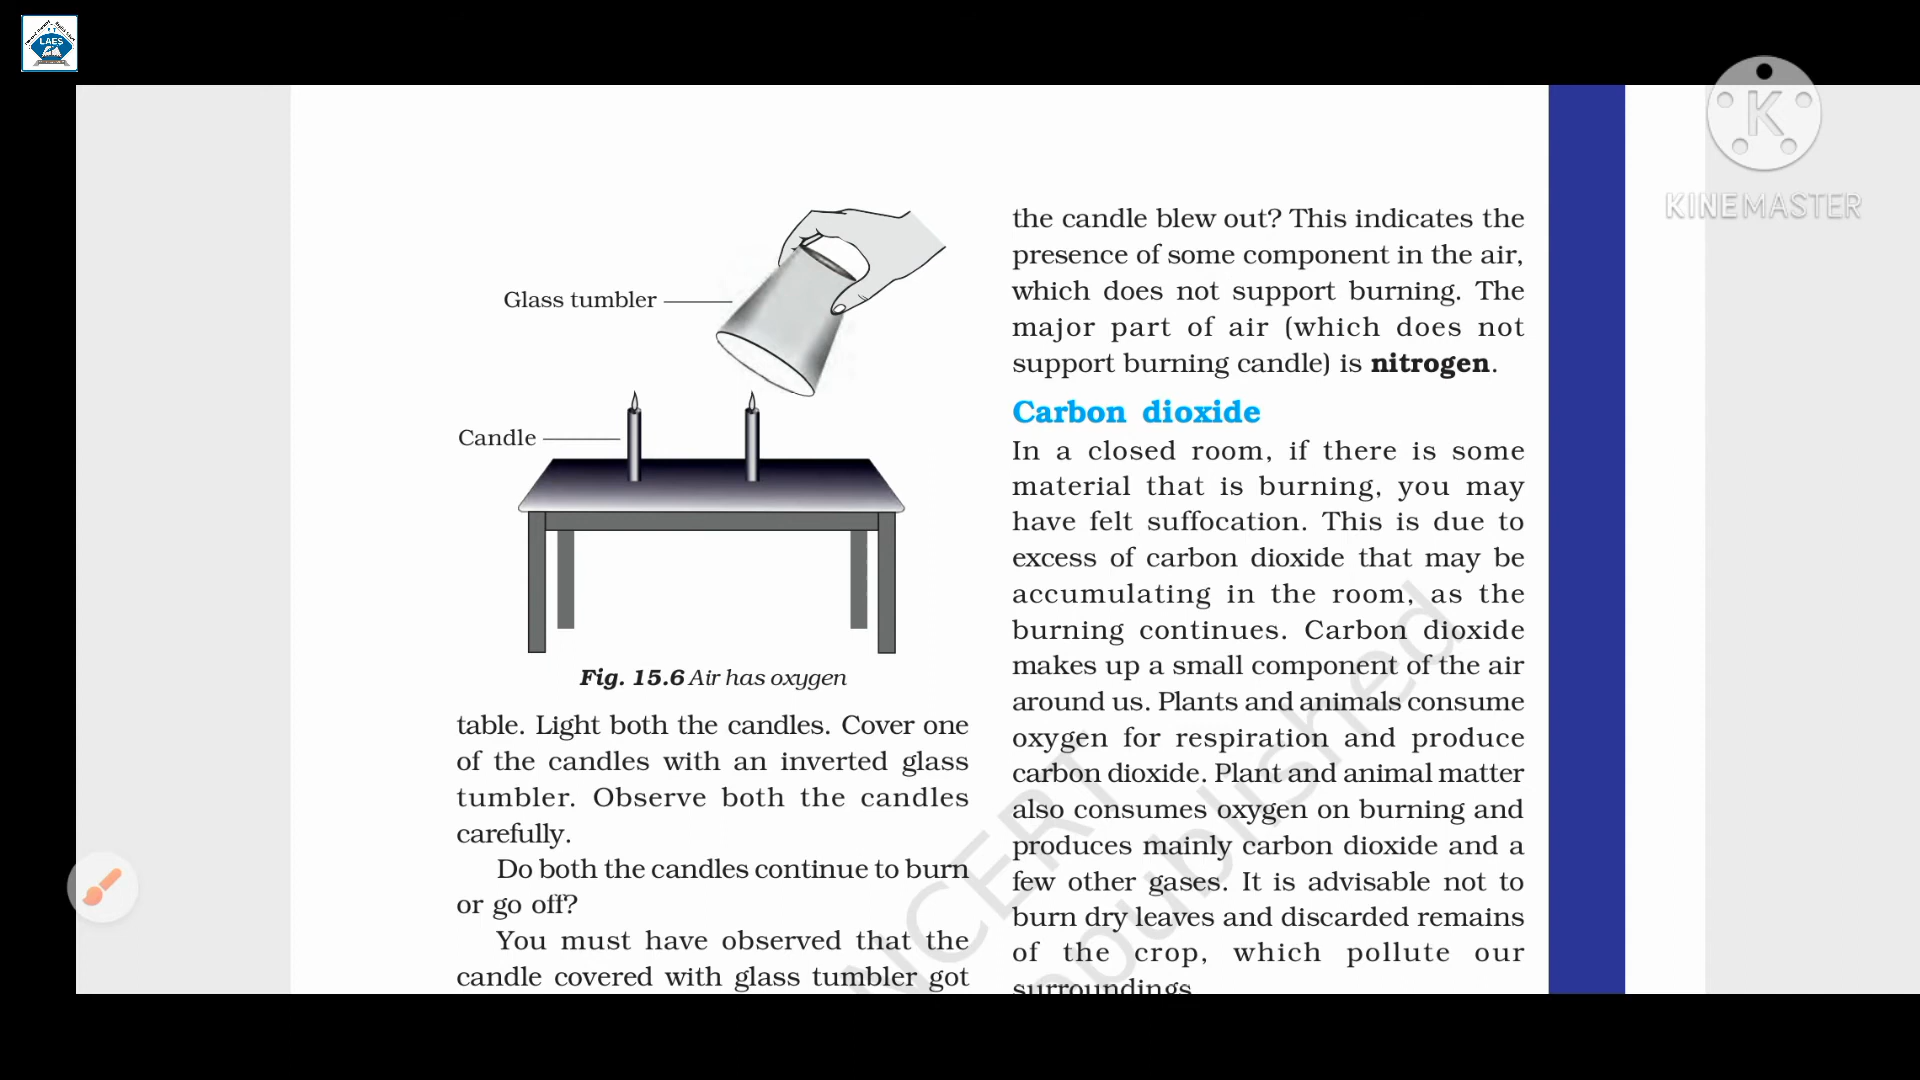 LAES
KINEMASTER
Glass tumbler
Candle
Fig. 15.6 Air has oxygen
table. Light both the candles. Cover one
of the candles with an inverted glass
tumbler. Observe both the candles
carefully.
Do both the candles continue to burn
or go off?
You must have observed that the
candle covered with glass tumbler got
the candle blew out? This indicates the
presence of some component in the air,
which does not support burning. The
major part of air (which does not
support burning candle) is nitrogen.
Carbon dioxide
In a closed room, if there is some
material that is burning, you may
have felt suffocation. This is due to
excess of carbon dioxide that may be
accumulating in the room, as the
burning continues. Carbon dioxide
makes up a small component of the air
around us. Plants and animals consume
oxygen for respiration and produce
carbon dioxide. Plant and animal matter
also consumes oxygen on burning and
produces mainly carbon dioxide and a
few other gases. It is advisable not to
burn dry leaves and discarded remains
of the crop, which pollute our
surroundings
NCERT
published